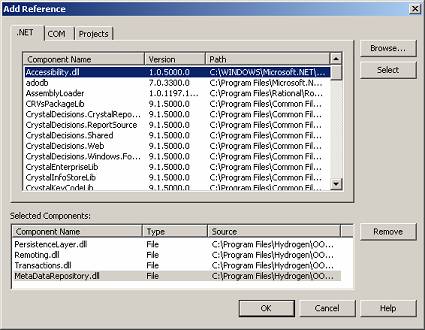 Add Reference
.NET COM Projects
Component Name Version Path
Accessibility.dll 1.0.5000.0 C:\WINDOWS\Microsoft.NET\...
adodb 7.0.3300.0 C:\Program Files\Microsoft.N...
AssemblyLoader 1.0.1197.1... C:\Program Files\Rational\Ro...
CRVsPackageLib 9.1.5000.0 C:\Program Files\Common Fil...
CrystalDecisions.CrystalRepo... 9.1.5000.0 C:\Program Files\Common Fil...
CrystalDecisions.ReportSource 9.1.5000.0 C:\Program Files\Common Fil...
CrystalDecisions.Shared 9.1.5000.0 C:\Program Files\Common Fil...
CrystalDecisions.Web 9.1.5000.0 C:\Program Files\Common Fil...
CrystalDecisions.Windows.Fo... 9.1.5000.0 C:\Program Files\Common Fil...
CrystalEnterpriseLib 9.1.5000.0 C:\Program Files\Common Fil...
CrystalInfoStoreLib 9.1.5000.0 C:\Program Files\Common Fil...
CrystalKeyCodeLib 9.1.5000.0 C:\Program Files\Common Fil...
Browse...
Select
Selected Components:
Component Name Type Source
PersistenceLayer.dll File C:\Program Files\Hydrogen\OO...
Remoting.dll File C:\Program Files\Hydrogen\OO...
Transactions.dll File C:\Program Files\Hydrogen\OO...
MetaDataRepository.dll File C:\Program Files\Hydrogen\OO...
Remove
OK Cancel Help